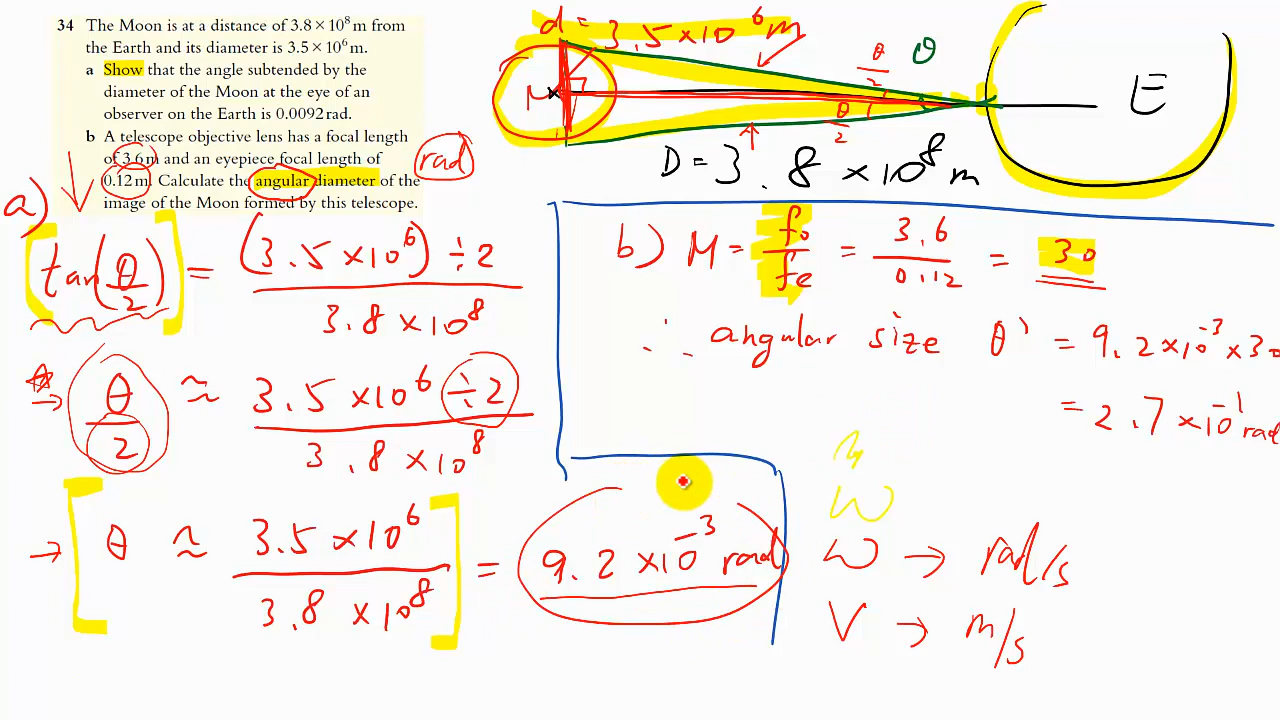 34 The Moon is at a distance of 3.8 × 10⁸ m from
the Earth and its diameter is 3.5 × 10⁶ m.
a Show that the angle subtended by the
diameter of the Moon at the eye of an
observer on the Earth is 0.0092 rad.
b A telescope objective lens has a focal length
of 3.6 m and an eyepiece focal length of
0.12 m. Calculate the angular diameter of the
image of the Moon formed by this telescope.
rad
d = 3.5 × 10⁶ m
M
θ/2
θ
θ/2
E
D = 3.8 × 10⁸ m
a)
tan(θ/2) = (3.5 × 10⁶) ÷ 2 / 3.8 × 10⁸
⇒ θ/2 ≈ 3.5 × 10⁶ ÷ 2 / 3.8 × 10⁸
→ [θ ≈ 3.5 × 10⁶ / 3.8 × 10⁸] = 9.2 × 10⁻³ rad
b) M = fo / fe = 3.6 / 0.12 = 30
∴ angular size θ' = 9.2 × 10⁻³ × 30
= 2.7 × 10⁻¹ rad
ω
ω → rad/s
V → m/s